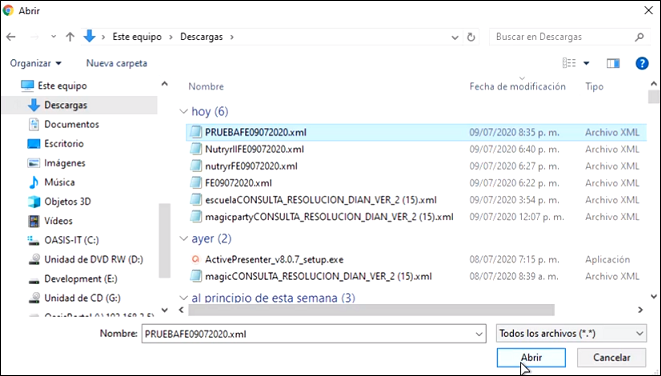 Abrir
Este equipo > Descargas >
Buscar en Descargas
Organizar
Nueva carpeta
Este equipo
Descargas
Documentos
Escritorio
Imágenes
Música
Objetos 3D
Vídeos
OASIS-IT (C:)
Unidad de DVD RW (D:)
Development (E:)
Unidad de CD (G:)
Nombre Fecha de modificación Tipo
hoy (6)
PRUEBAFE09072020.xml 09/07/2020 8:35 p. m. Archivo XML
NutryrIIFE09072020.xml 09/07/2020 6:40 p. m. Archivo XML
nutryrFE09072020.xml 09/07/2020 6:27 p. m. Archivo XML
FE09072020.xml 09/07/2020 6:22 p. m. Archivo XML
escuelaCONSULTA_RESOLUCION_DIAN_VER_2 (15).xml 09/07/2020 3:54 p. m. Archivo XML
magicpartyCONSULTA_RESOLUCION_DIAN_VER_2 (15).xml 09/07/2020 12:07 p. m. Archivo XML
ayer (2)
ActivePresenter_v8.0.7_setup.exe 08/07/2020 7:15 p. m. Aplicación
magicCONSULTA_RESOLUCION_DIAN_VER_2 (15).xml 08/07/2020 8:39 a. m. Archivo XML
al principio de esta semana (3)
Nombre: PRUEBAFE09072020.xml
Todos los archivos (*.*)
Abrir
Cancelar